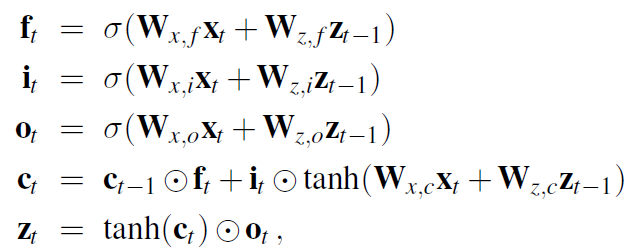 f_t = σ(W_{x,f} x_t + W_{z,f} z_{t−1})
i_t = σ(W_{x,i} x_t + W_{z,i} z_{t−1})
o_t = σ(W_{x,o} x_t + W_{z,o} z_{t−1})
c_t = c_{t−1} ⊙ f_t + i_t ⊙ tanh(W_{x,c} x_t + W_{z,c} z_{t−1})
z_t = tanh(c_t) ⊙ o_t ,